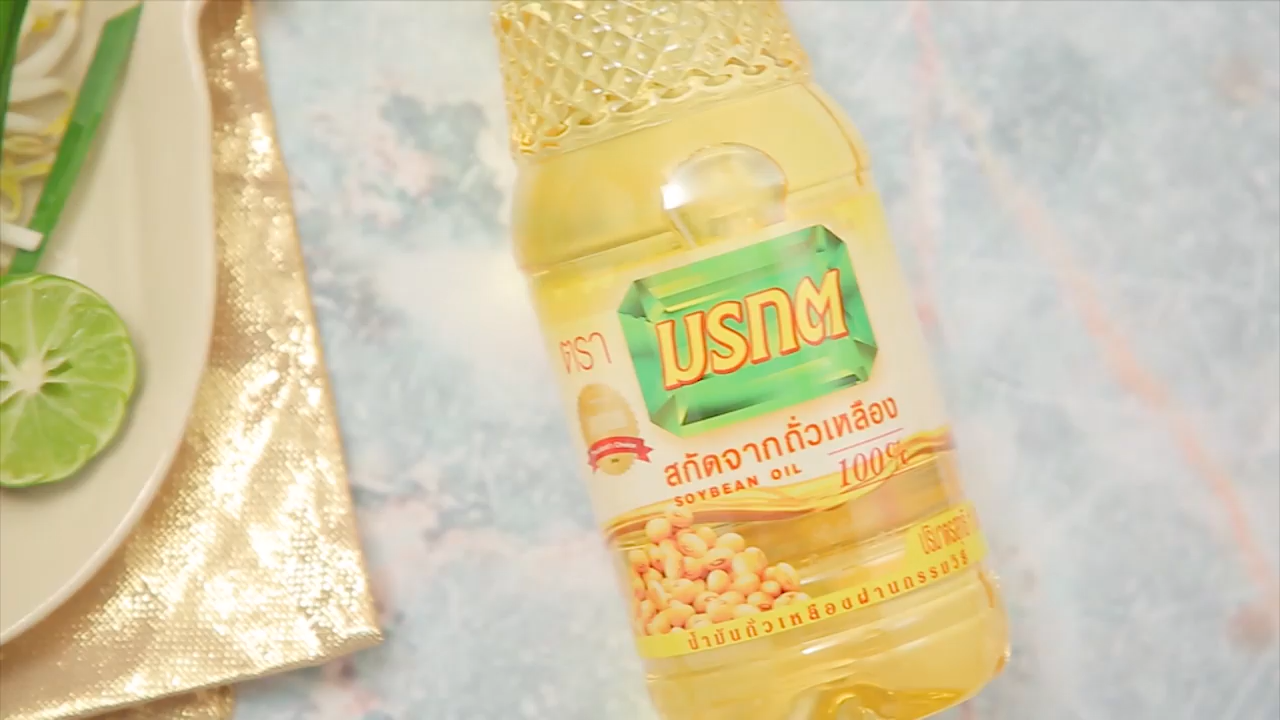 ตรา
มรกต
สกัดจากถั่วเหลือง
SOYBEAN OIL
100%
น้ำมันถั่วเหลืองผ่านกรรมวิธี